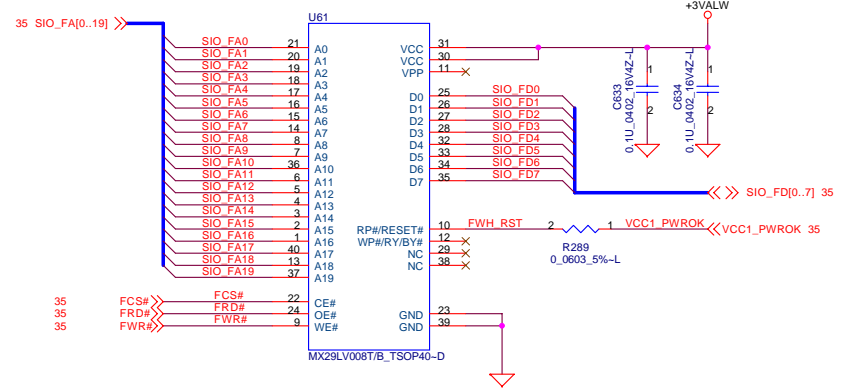 +3VALW
U61
35 SIO_FA[0..19]
SIO_FA0 21 A0
SIO_FA1 20 A1
SIO_FA2 19 A2
SIO_FA3 18 A3
SIO_FA4 17 A4
SIO_FA5 16 A5
SIO_FA6 15 A6
SIO_FA7 14 A7
SIO_FA8 8 A8
SIO_FA9 7 A9
SIO_FA10 36 A10
SIO_FA11 6 A11
SIO_FA12 5 A12
SIO_FA13 4 A13
SIO_FA14 3 A14
SIO_FA15 2 A15
SIO_FA16 1 A16
SIO_FA17 40 A17
SIO_FA18 13 A18
SIO_FA19 37 A19
35 FCS# FCS# 22 CE#
35 FRD# FRD# 24 OE#
35 FWR# FWR# 9 WE#
VCC 31
VCC 30
VPP 11
D0 25 SIO_FD0
D1 26 SIO_FD1
D2 27 SIO_FD2
D3 28 SIO_FD3
D4 32 SIO_FD4
D5 33 SIO_FD5
D6 34 SIO_FD6
D7 35 SIO_FD7
SIO_FD[0..7] 35
RP#/RESET# 10 FWH_RST 2 1 VCC1_PWROK VCC1_PWROK 35
R289
0_0603_5%~L
WP#/RY/BY# 12
NC 29
NC 38
GND 23
GND 39
MX29LV008T/B_TSOP40~D
C633
0.1U_0402_16V4Z~L
1
2
C634
0.1U_0402_16V4Z~L
1
2